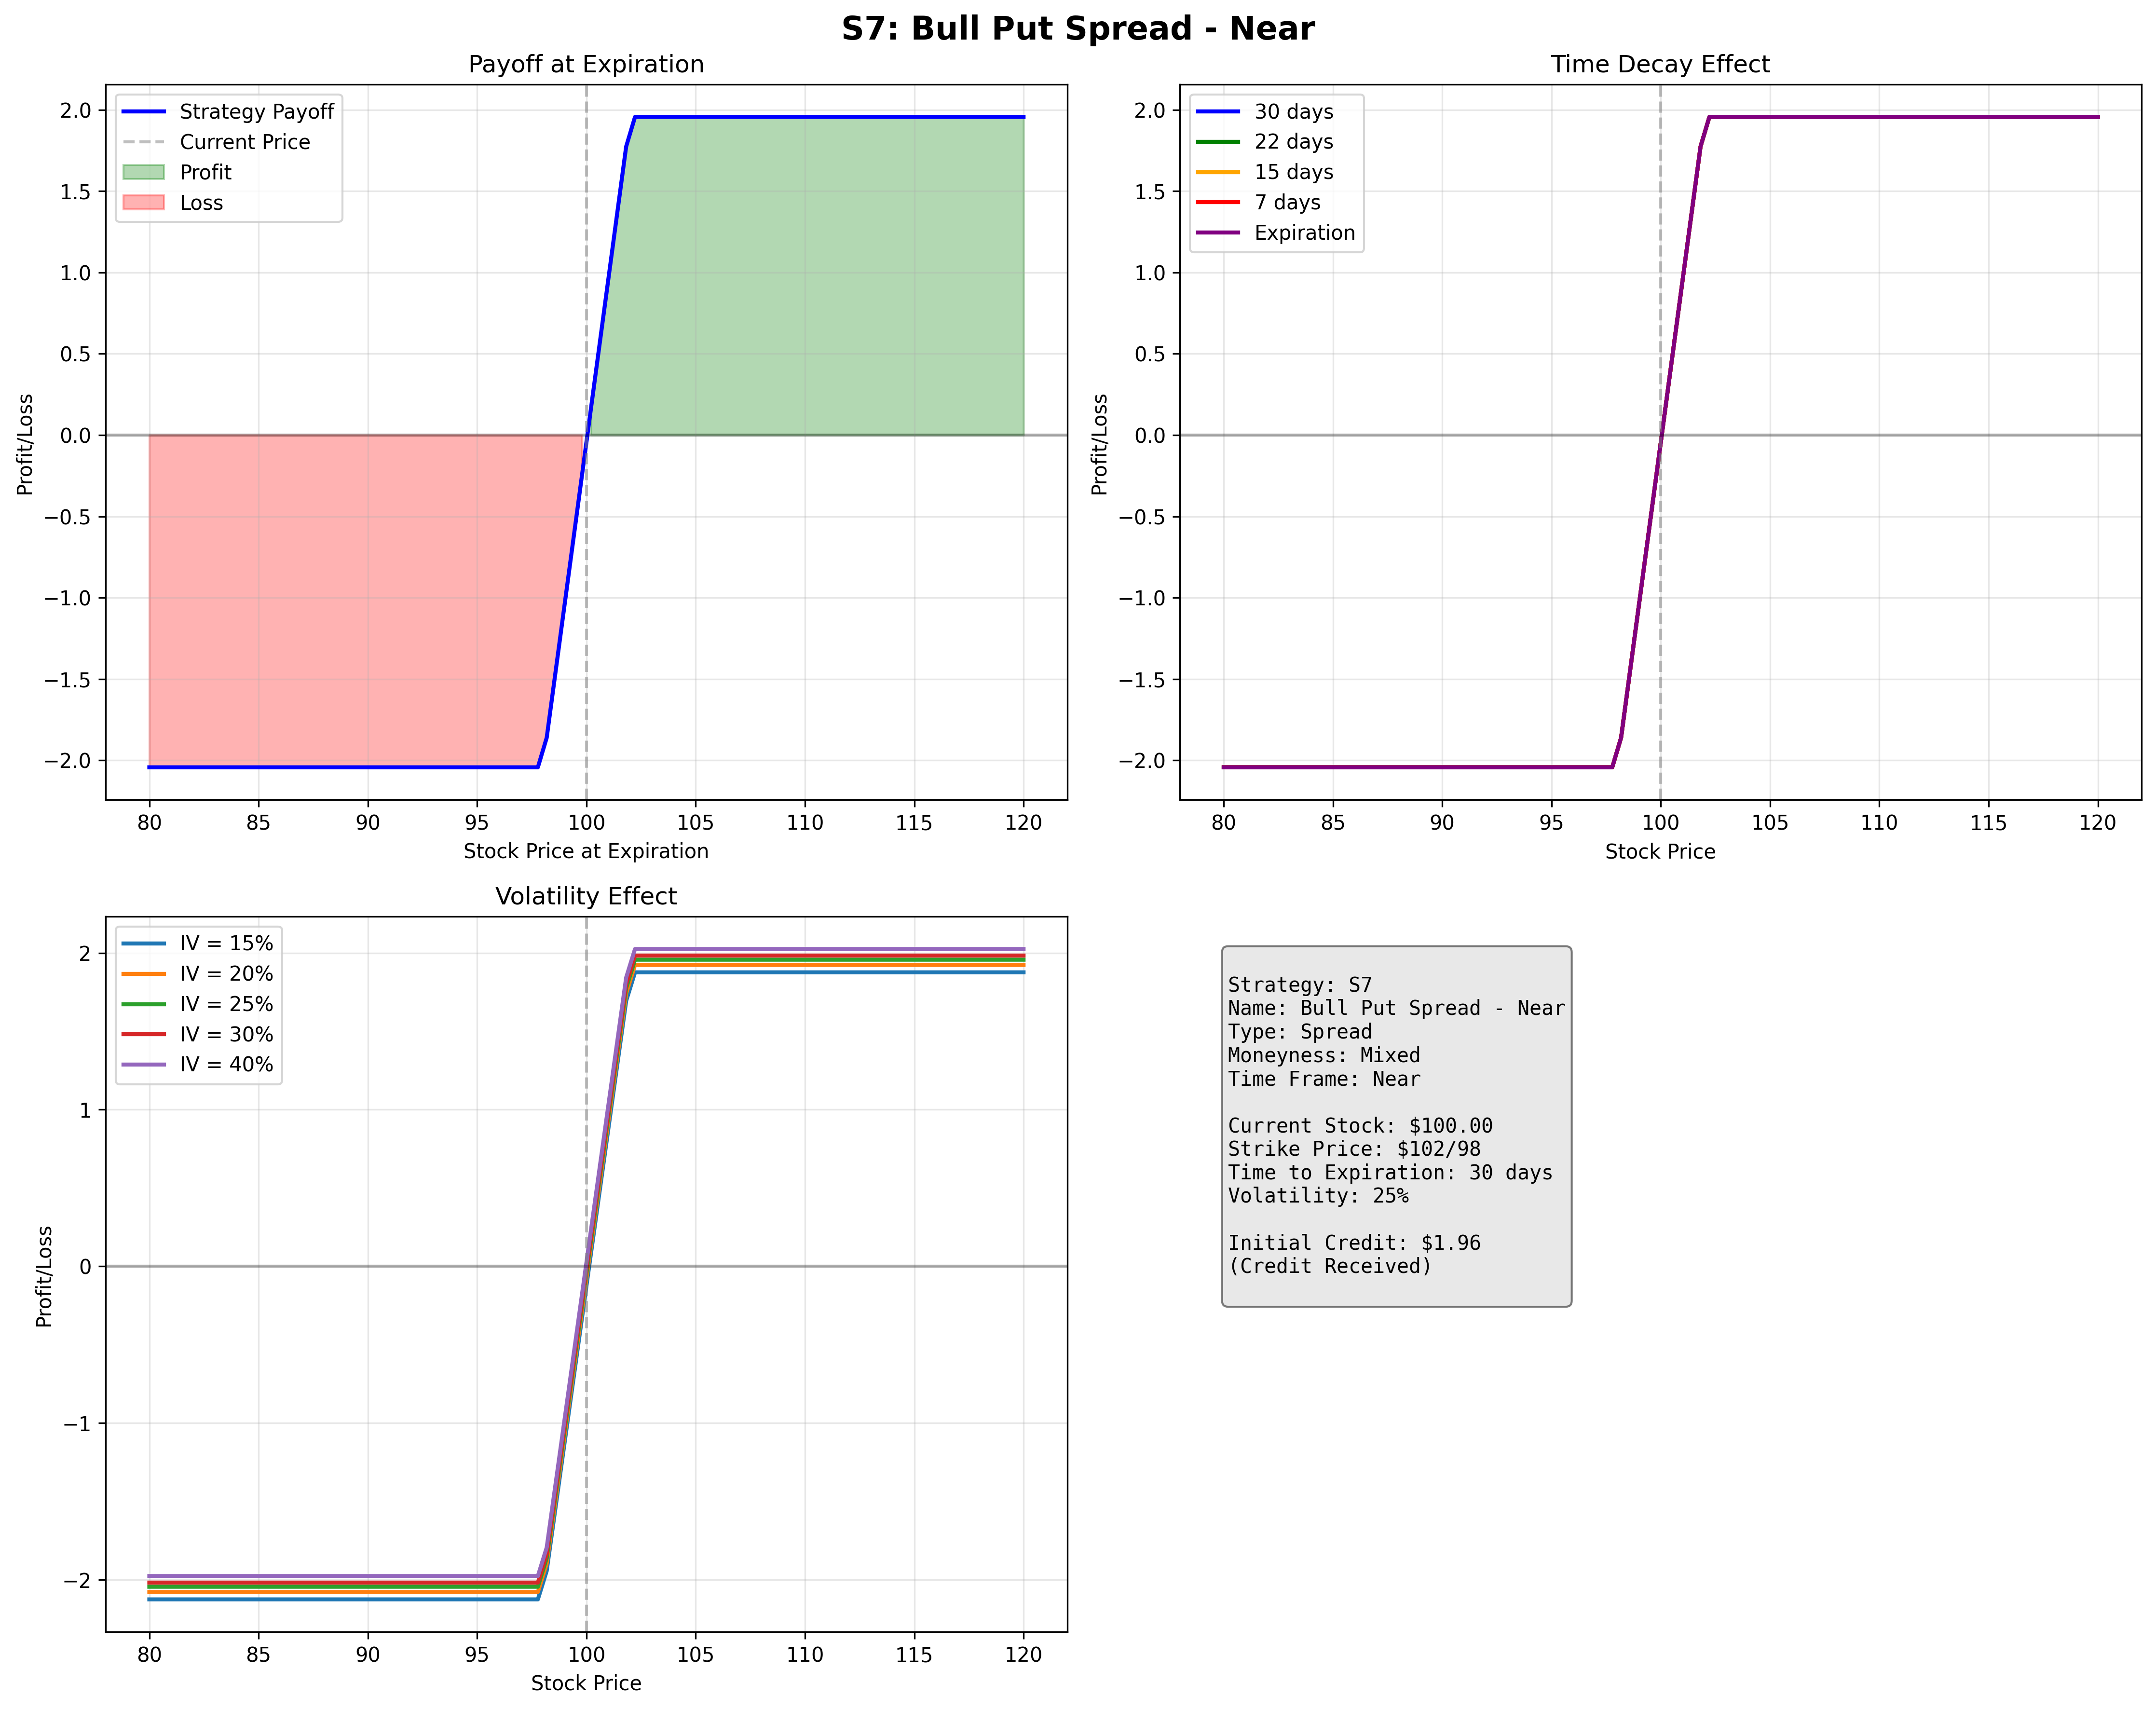 S7: Bull Put Spread - Near
Payoff at Expiration
Strategy Payoff
Current Price
Profit
Loss
2.0
1.5
1.0
0.5
0.0
−0.5
−1.0
−1.5
−2.0
Profit/Loss
80 85 90 95 100 105 110 115 120
Stock Price at Expiration
Time Decay Effect
30 days
22 days
15 days
7 days
Expiration
2.0
1.5
1.0
0.5
0.0
−0.5
−1.0
−1.5
−2.0
Profit/Loss
80 85 90 95 100 105 110 115 120
Stock Price
Volatility Effect
IV = 15%
IV = 20%
IV = 25%
IV = 30%
IV = 40%
2
1
0
−1
−2
Profit/Loss
80 85 90 95 100 105 110 115 120
Stock Price
Strategy: S7
Name: Bull Put Spread - Near
Type: Spread
Moneyness: Mixed
Time Frame: Near
Current Stock: $100.00
Strike Price: $102/98
Time to Expiration: 30 days
Volatility: 25%
Initial Credit: $1.96
(Credit Received)